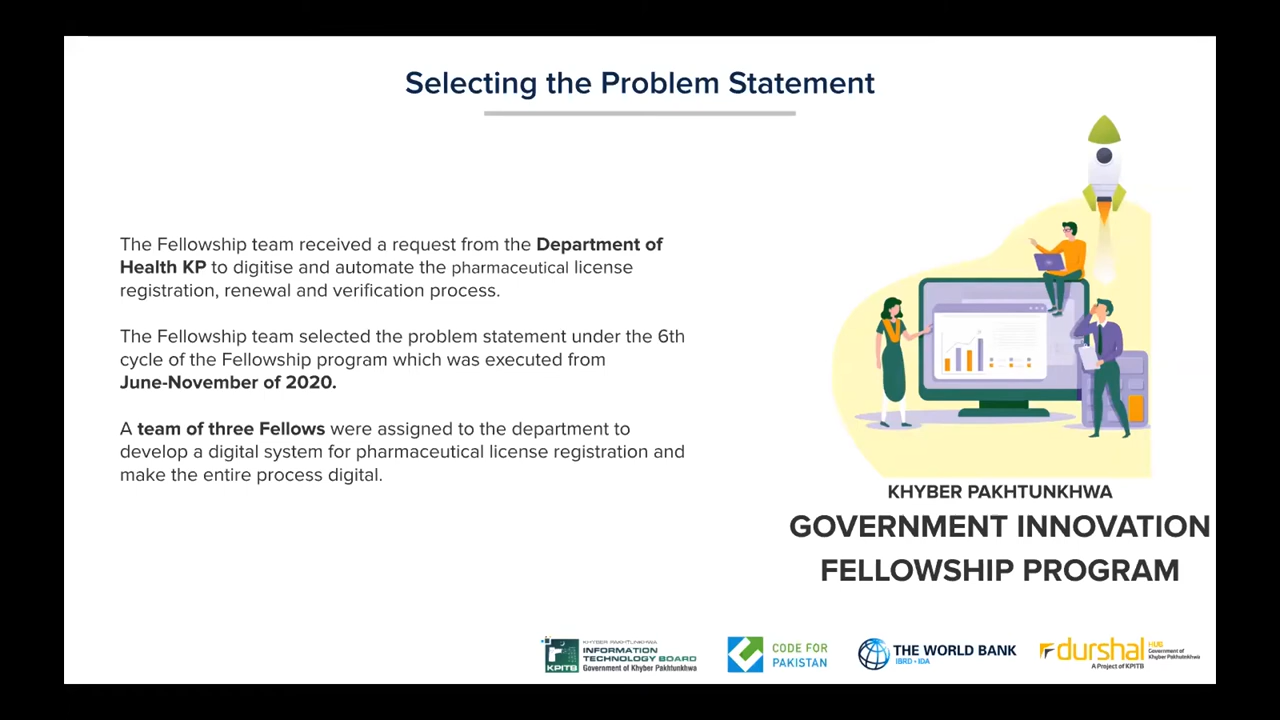 Selecting the Problem Statement
The Fellowship team received a request from the Department of
Health KP to digitise and automate the pharmaceutical license
registration, renewal and verification process.
The Fellowship team selected the problem statement under the 6th
cycle of the Fellowship program which was executed from
June-November of 2020.
A team of three Fellows were assigned to the department to
develop a digital system for pharmaceutical license registration and
make the entire process digital.
KHYBER PAKHTUNKHWA
GOVERNMENT INNOVATION
FELLOWSHIP PROGRAM
KPITB
KHYBER PAKHTUNKHWA
INFORMATION
TECHNOLOGY BOARD
Government of Khyber Pakhtunkhwa
CODE FOR
PAKISTAN
THE WORLD BANK
IBRD • IDA
durshal
HUB
Government of
Khyber Pakhtunkhwa
A Project of KPITB